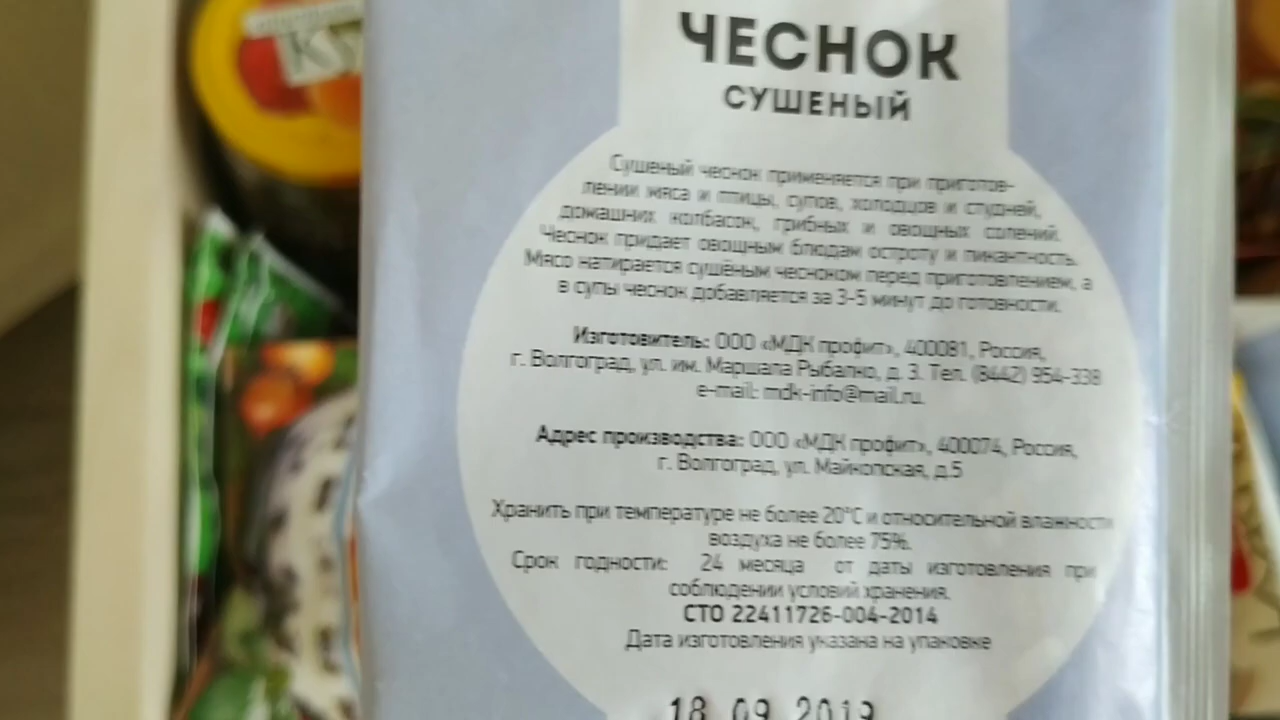 Ку
ЧЕСНОК
СУШЕНЫЙ
Сушеный чеснок применяется при приготов-
лении мяса и птицы, супов, холодцов и студней,
домашних колбасок, грибных и овощных солений.
Чеснок придает овощным блюдам остроту и пикантность.
Мясо натирается сушёным чесноком перед приготовлением, а
в супы чеснок добавляется за 3-5 минут до готовности.
Изготовитель: ООО «МДК профит», 400081, Россия,
г. Волгоград, ул. им. Маршала Рыбалко, д. 3. Тел. (8442) 954-338
e-mail: mdk-info@mail.ru.
Адрес производства: ООО «МДК профит», 400074, Россия,
г. Волгоград, ул. Майкопская, д.5
Хранить при температуре не более 20°С и относительной влажности
воздуха не более 75%.
Срок годности: 24 месяца от даты изготовления при
соблюдении условий хранения.
СТО 22411726-004-2014
Дата изготовления указана на упаковке
18 09 2019